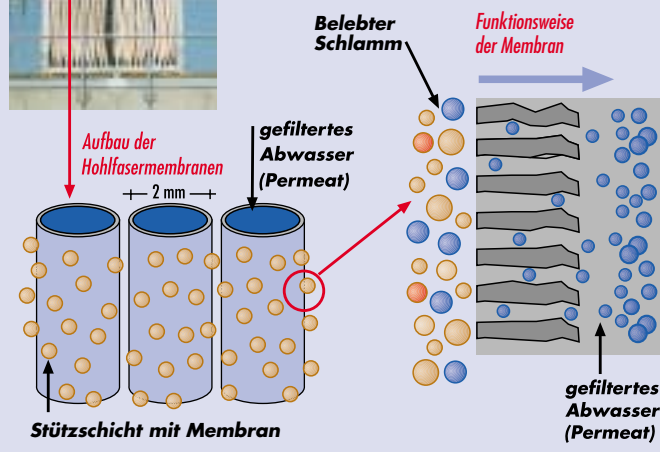 Belebter
Schlamm
Funktionsweise
der Membran
Aufbau der
Hohlfasermembranen
2 mm
gefiltertes
Abwasser
(Permeat)
Stützschicht mit Membran
gefiltertes
Abwasser
(Permeat)